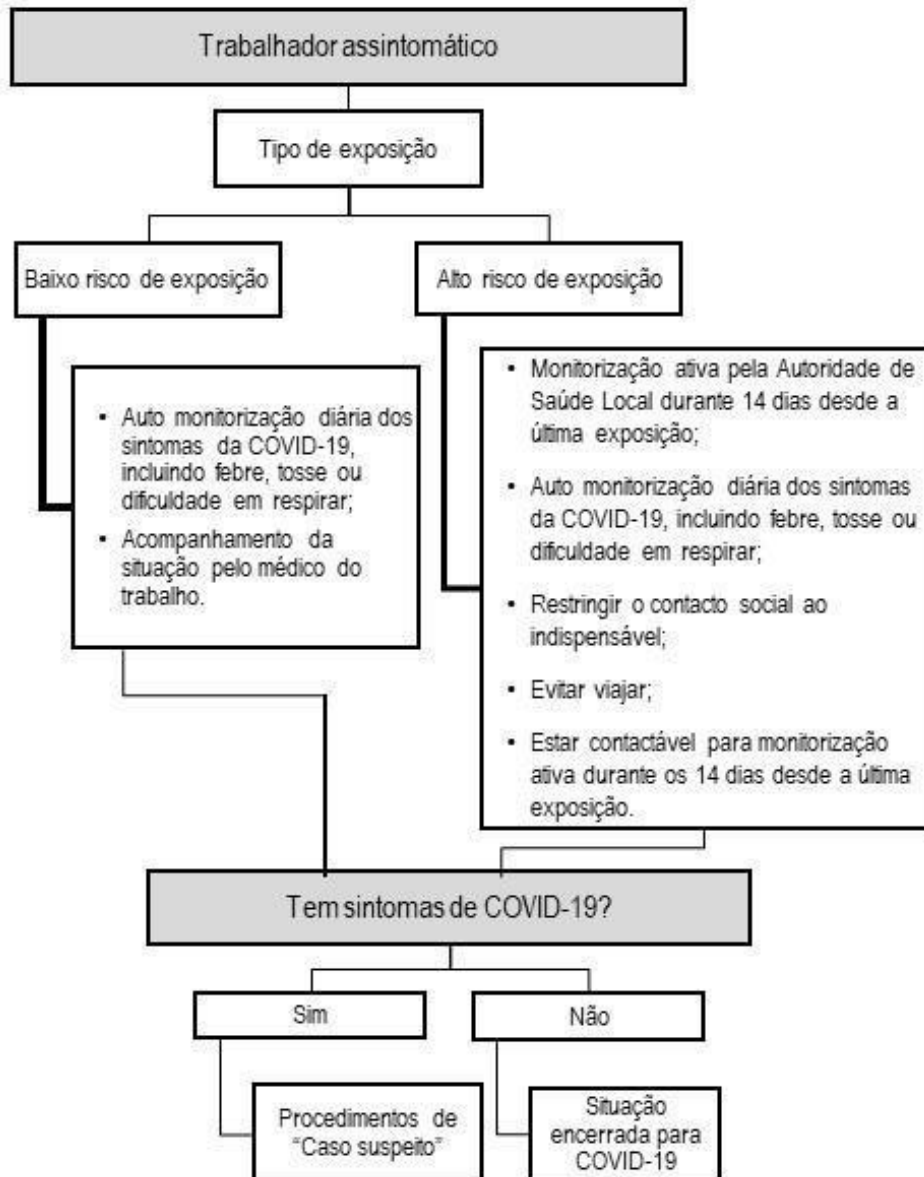 Trabalhador assintomático
Tipo de exposição
Baixo risco de exposição
Alto risco de exposição
• Auto monitorização diária dos
sintomas da COVID-19,
incluindo febre, tosse ou
dificuldade em respirar;
• Acompanhamento da
situação pelo médico do
trabalho.
• Monitorização ativa pela Autoridade de
Saúde Local durante 14 dias desde a
última exposição;
• Auto monitorização diária dos sintomas
da COVID-19, incluindo febre, tosse ou
dificuldade em respirar;
• Restringir o contacto social ao
indispensável;
• Evitar viajar;
• Estar contactável para monitorização
ativa durante os 14 dias desde a última
exposição.
Tem sintomas de COVID-19?
Sim
Não
Procedimentos de
“Caso suspeito”
Situação
encerrada para
COVID-19